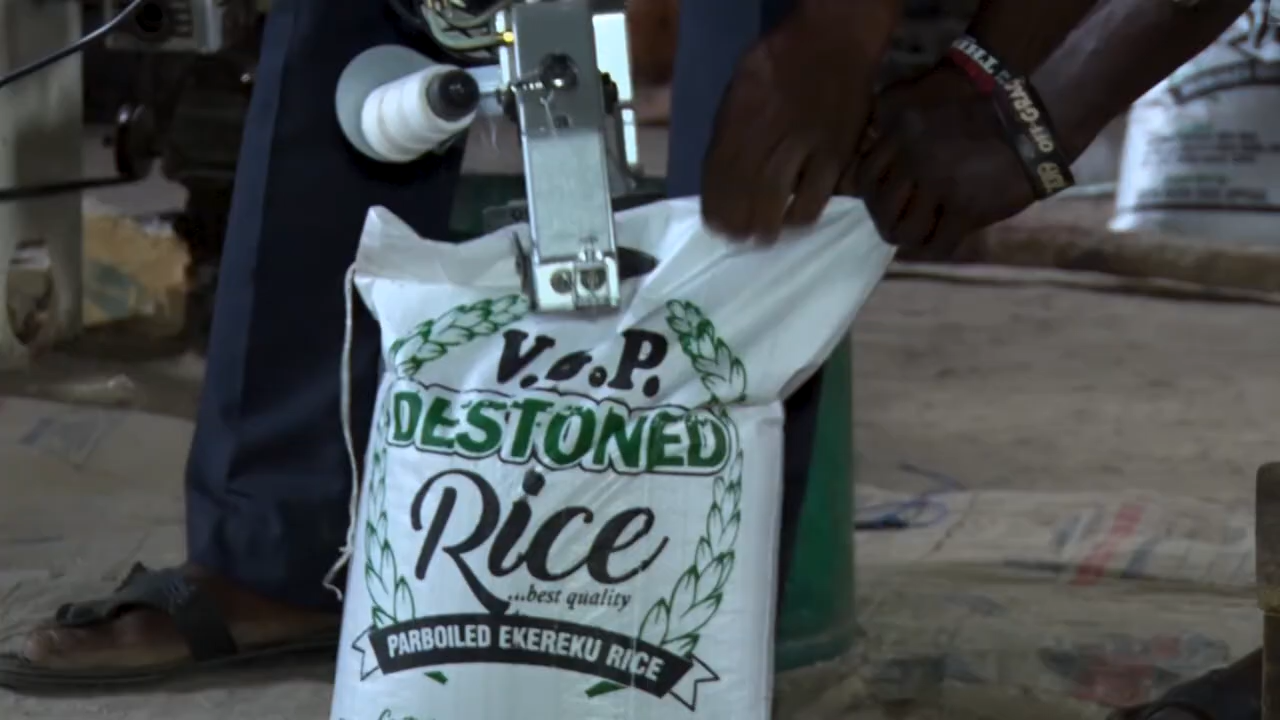 V.O.P.
DESTONED
Rice
...best quality
PARBOILED EKEREKU RICE